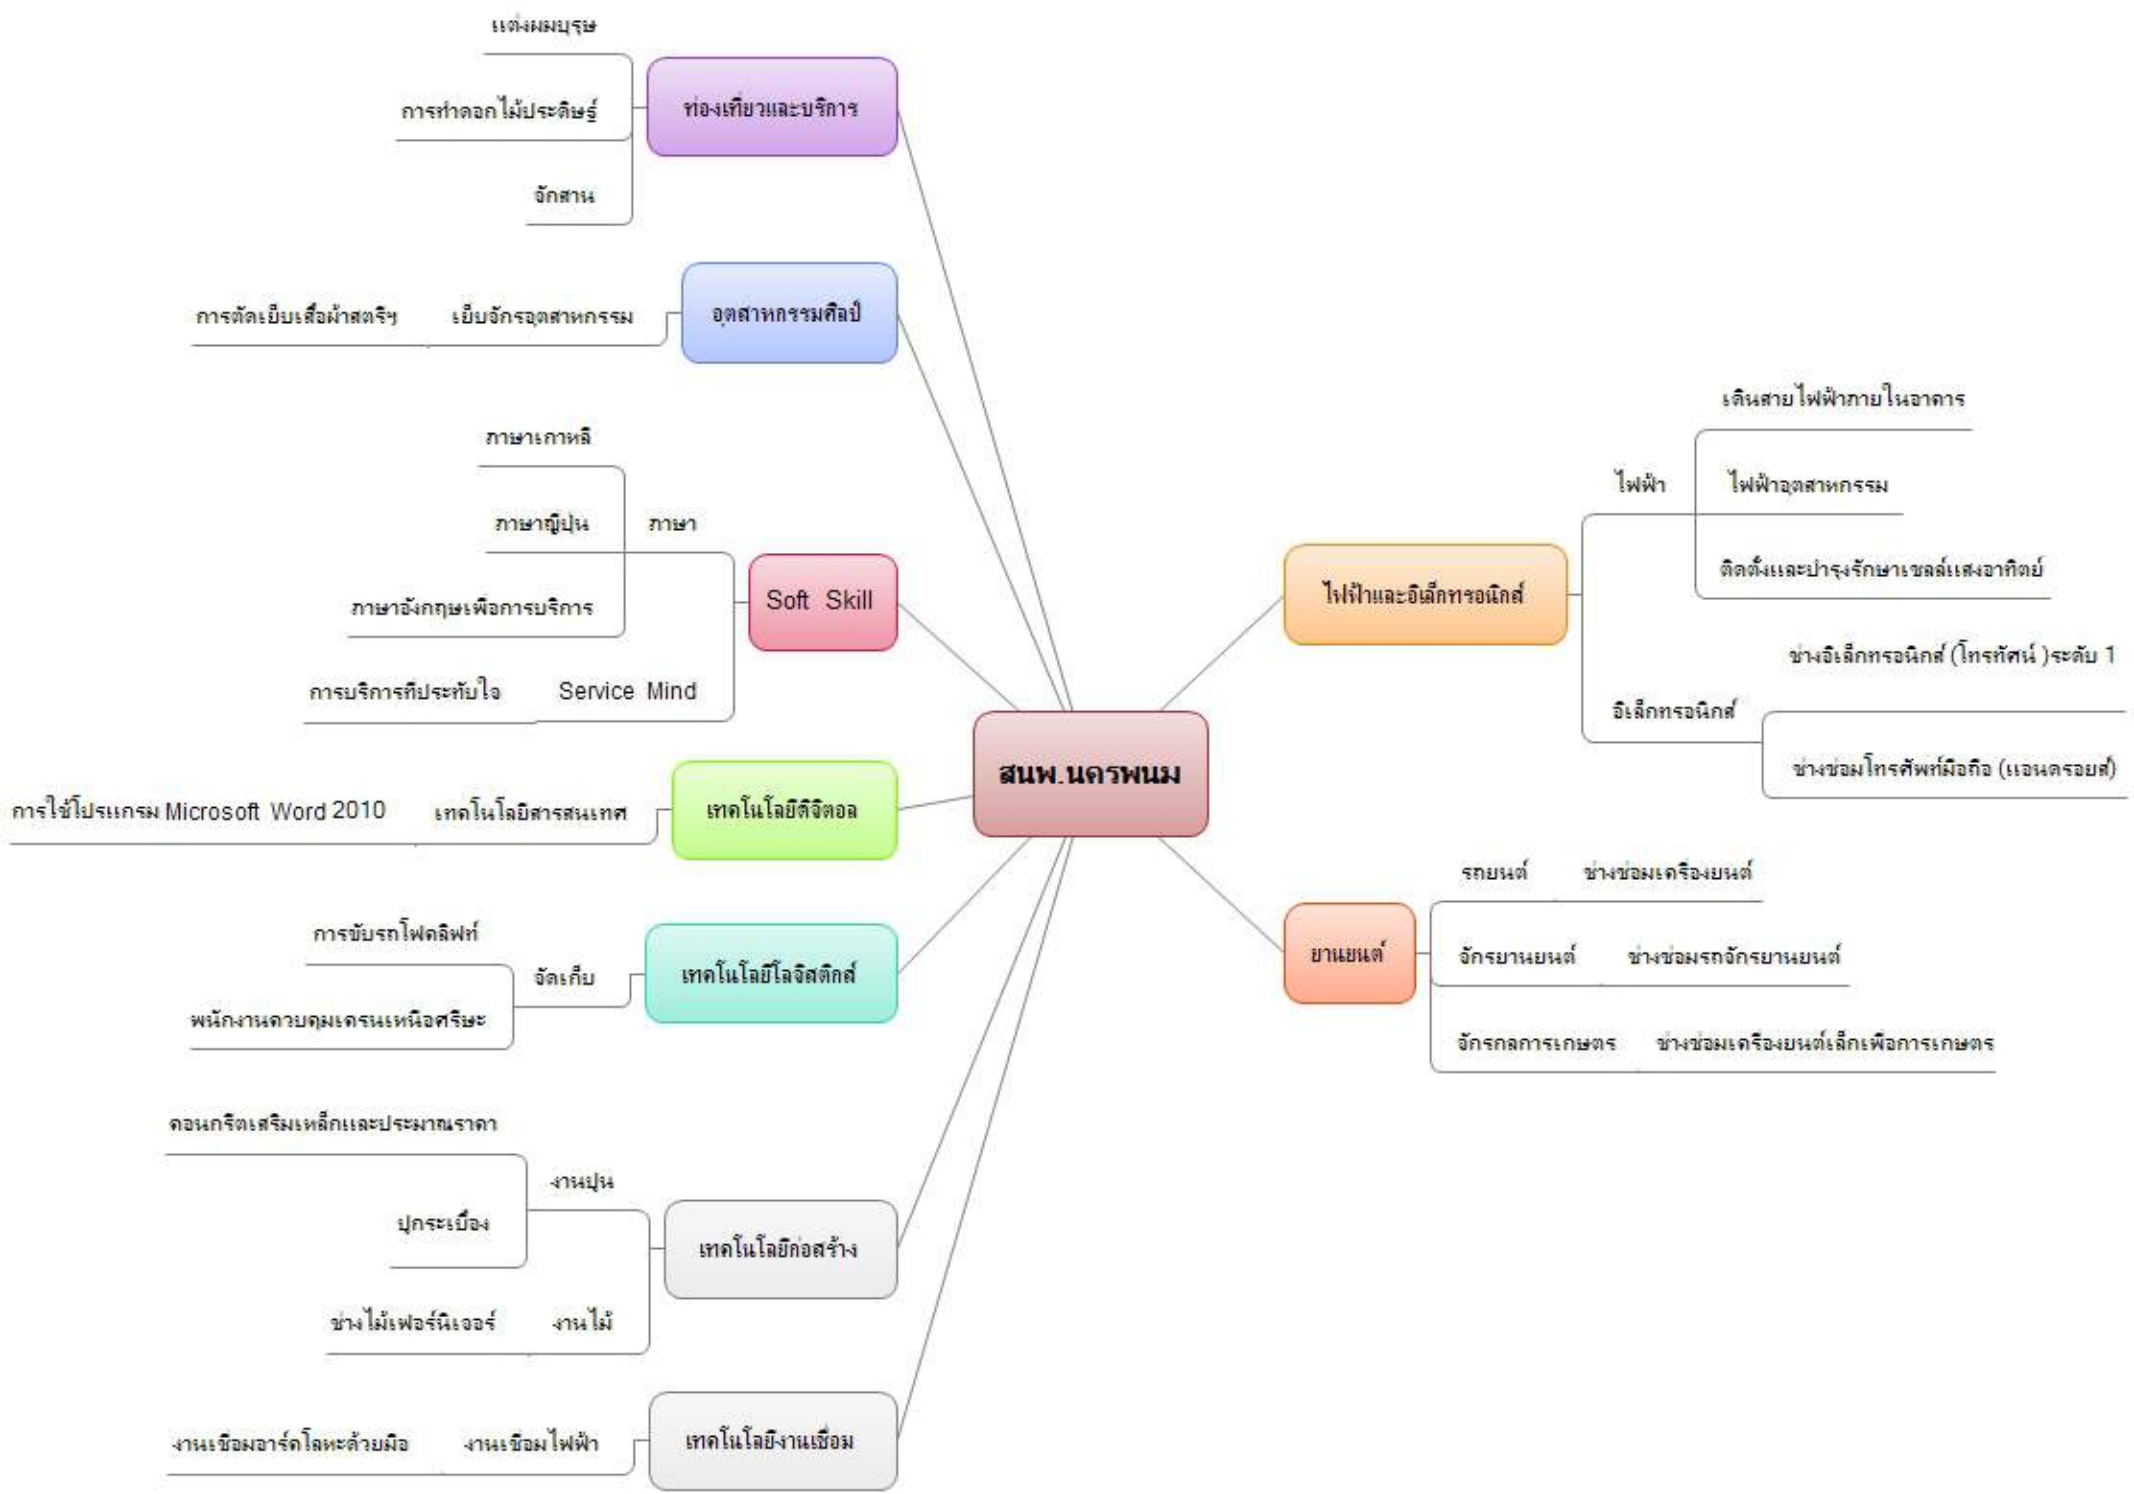 แต่งผมบุรุษ
การทำดอกไม้ประดิษฐ์
จักสาน
ท่องเที่ยวและบริการ
การตัดเย็บเสื้อผ้าสตรีฯ
เย็บจักรอุตสาหกรรม
อุตสาหกรรมศิลป์
ภาษาเกาหลี
ภาษาญี่ปุ่น
ภาษา
ภาษาอังกฤษเพื่อการบริการ
Soft Skill
การบริการที่ประทับใจ
Service Mind
การใช้โปรแกรม Microsoft Word 2010
เทคโนโลยีสารสนเทศ
เทคโนโลยีดิจิตอล
การขับรถโฟคลิฟท์
จัดเก็บ
พนักงานควบคุมเครนเหนือศรีษะ
เทคโนโลยีโลจิสติกส์
คอนกรีตเสริมเหล็กและประมาณราคา
งานปูน
ปูกระเบื้อง
เทคโนโลยีก่อสร้าง
ช่างไม้เฟอร์นิเจอร์
งานไม้
งานเชื่อมอาร์คโลหะด้วยมือ
งานเชื่อมไฟฟ้า
เทคโนโลยีงานเชื่อม
สนพ.นครพนม
เดินสายไฟฟ้าภายในอาคาร
ไฟฟ้า
ไฟฟ้าอุตสาหกรรม
ติดตั้งและบำรุงรักษาเซลล์แสงอาทิตย์
ไฟฟ้าและอิเล็กทรอนิกส์
ช่างอิเล็กทรอนิกส์ (โทรทัศน์ )ระดับ 1
อิเล็กทรอนิกส์
ช่างซ่อมโทรศัพท์มือถือ (แอนดรอยส์)
รถยนต์
ช่างซ่อมเครื่องยนต์
ยานยนต์
จักรยานยนต์
ช่างซ่อมรถจักรยานยนต์
จักรกลการเกษตร
ช่างซ่อมเครื่องยนต์เล็กเพื่อการเกษตร